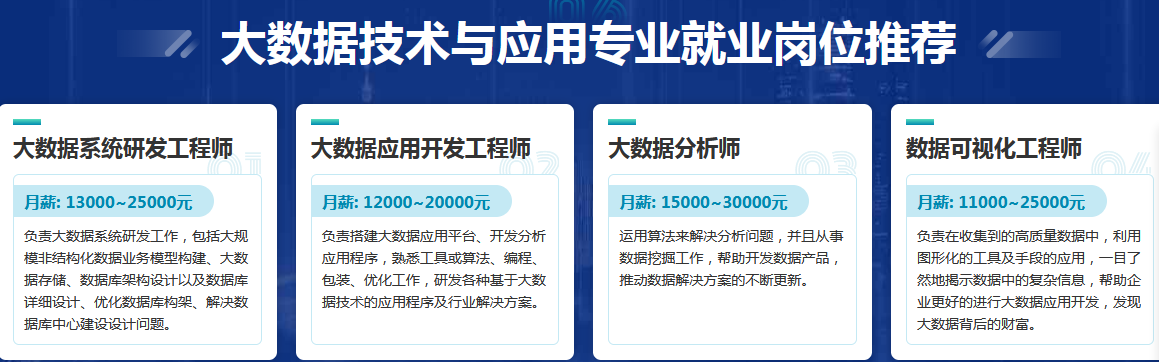 大数据技术与应用专业就业岗位推荐
大数据系统研发工程师
01
月薪: 13000~25000元
负责大数据系统研发工作，包括大规
模非结构化数据业务模型构建、大数
据存储、数据库架构设计以及数据库
详细设计、优化数据库构架、解决数
据库中心建设设计问题。
大数据应用开发工程师
02
月薪: 12000~20000元
负责搭建大数据应用平台、开发分析
应用程序，熟悉工具或算法、编程、
包装、优化工作，研发各种基于大数
据技术的应用程序及行业解决方案。
大数据分析师
03
月薪: 15000~30000元
运用算法来解决分析问题，并且从事
数据挖掘工作，帮助开发数据产品，
推动数据解决方案的不断更新。
数据可视化工程师
04
月薪: 11000~25000元
负责在收集到的高质量数据中，利用
图形化的工具及手段的应用，一目了
然地揭示数据中的复杂信息，帮助企
业更好的进行大数据应用开发，发现
大数据背后的财富。